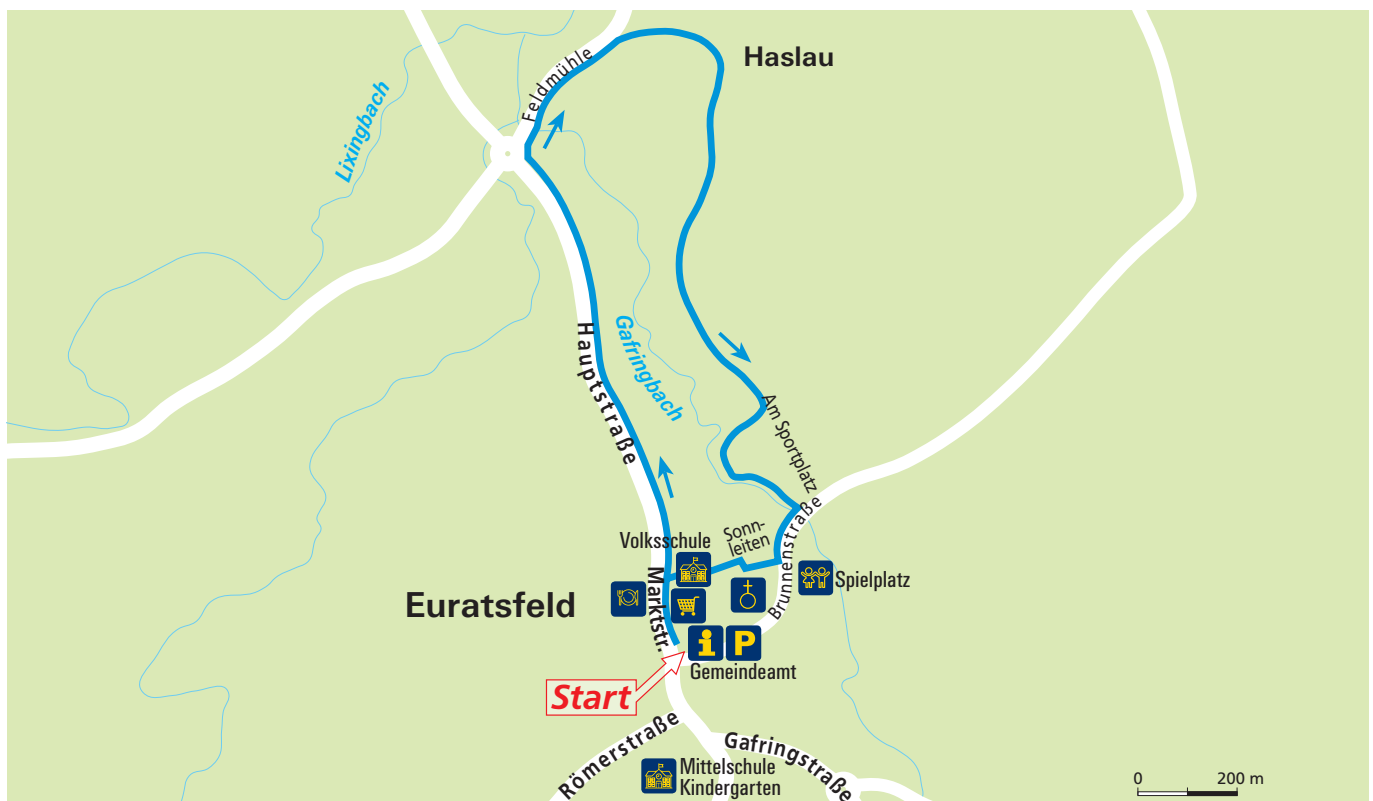 Haslau
Feldmühle
Lixingbach
Gafringbach
Hauptstraße
Am Sportplatz
Sonn-
leiten
Brunnenstraße
Volksschule
Spielplatz
Marktstr.
Euratsfeld
P
Gemeindeamt
Start
Römerstraße
Gafringstraße
Mittelschule
Kindergarten
0 200 m